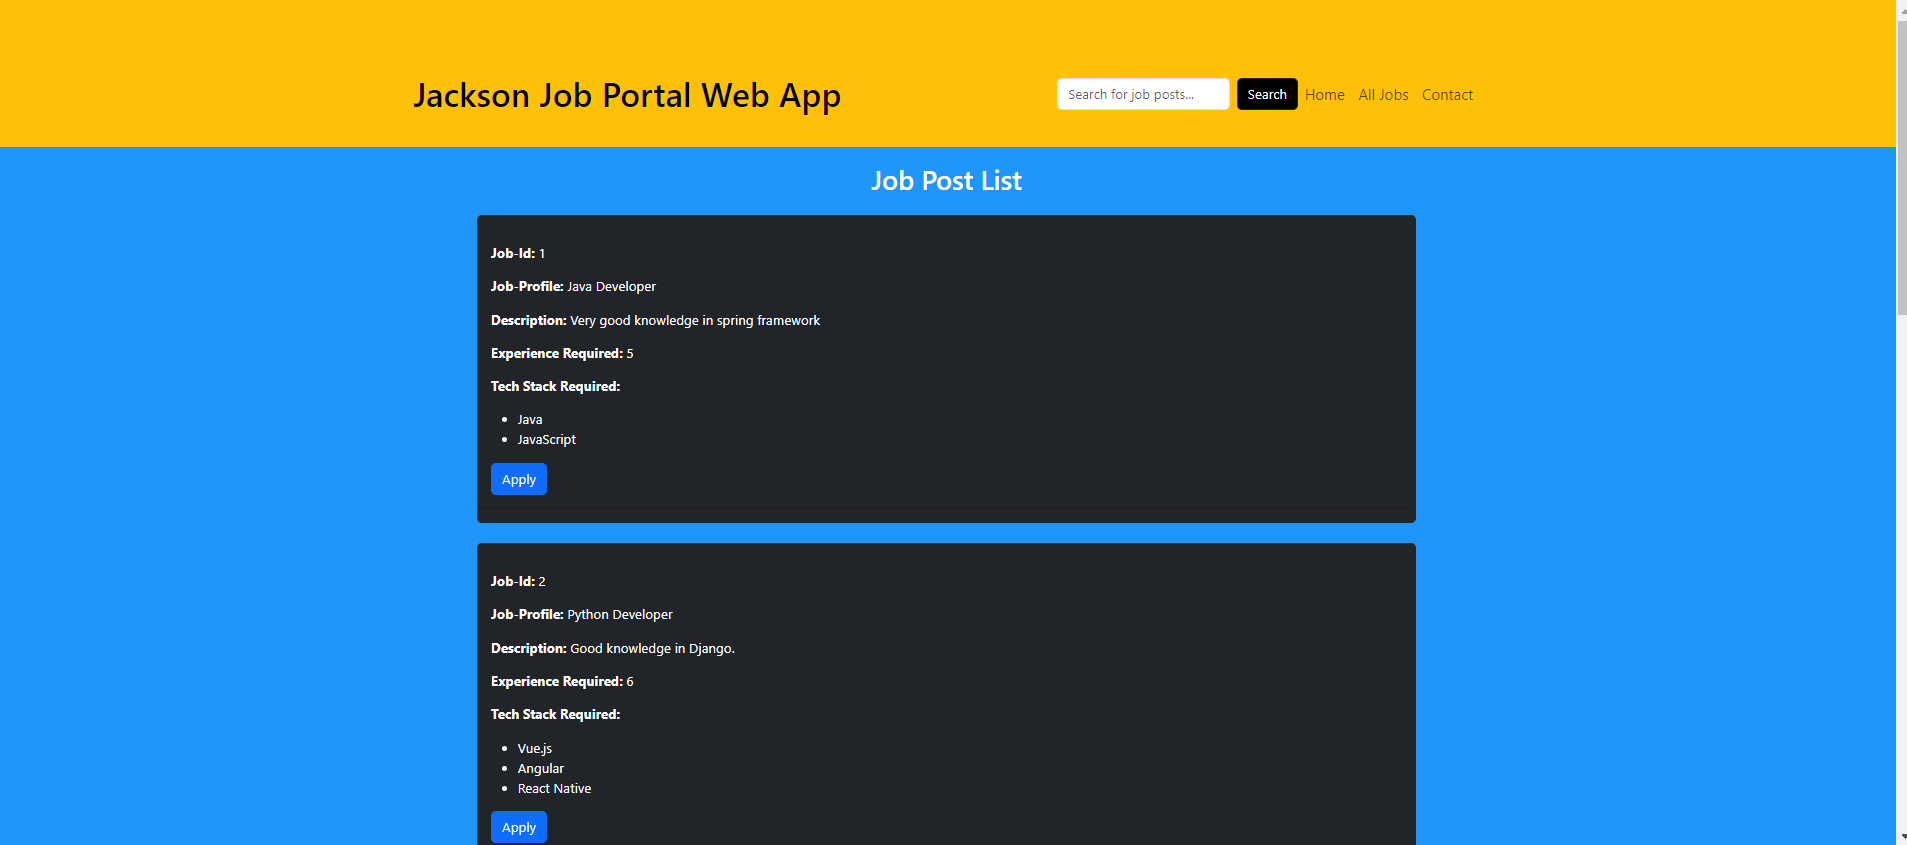 Jackson Job Portal Web App
Search for job posts...
Search
Home
All Jobs
Contact
Job Post List
Job-Id: 1
Job-Profile: Java Developer
Description: Very good knowledge in spring framework
Experience Required: 5
Tech Stack Required:
Java
JavaScript
Apply
Job-Id: 2
Job-Profile: Python Developer
Description: Good knowledge in Django.
Experience Required: 6
Tech Stack Required:
Vue.js
Angular
React Native
Apply